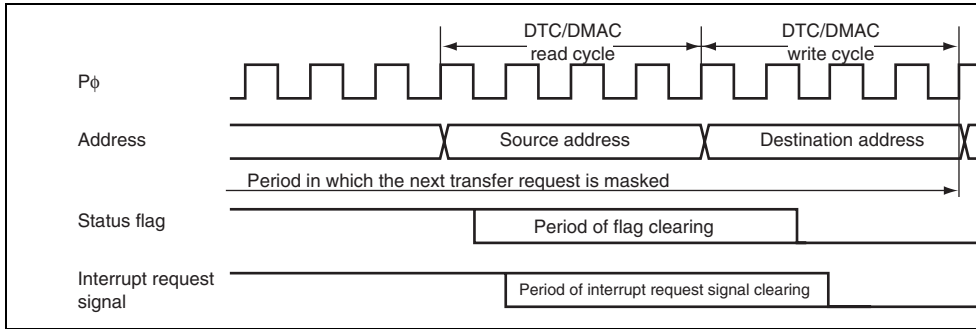 DTC/DMAC
read cycle
DTC/DMAC
write cycle
Pϕ
Address
Source address
Destination address
Period in which the next transfer request is masked
Status flag
Period of flag clearing
Interrupt request
signal
Period of interrupt request signal clearing